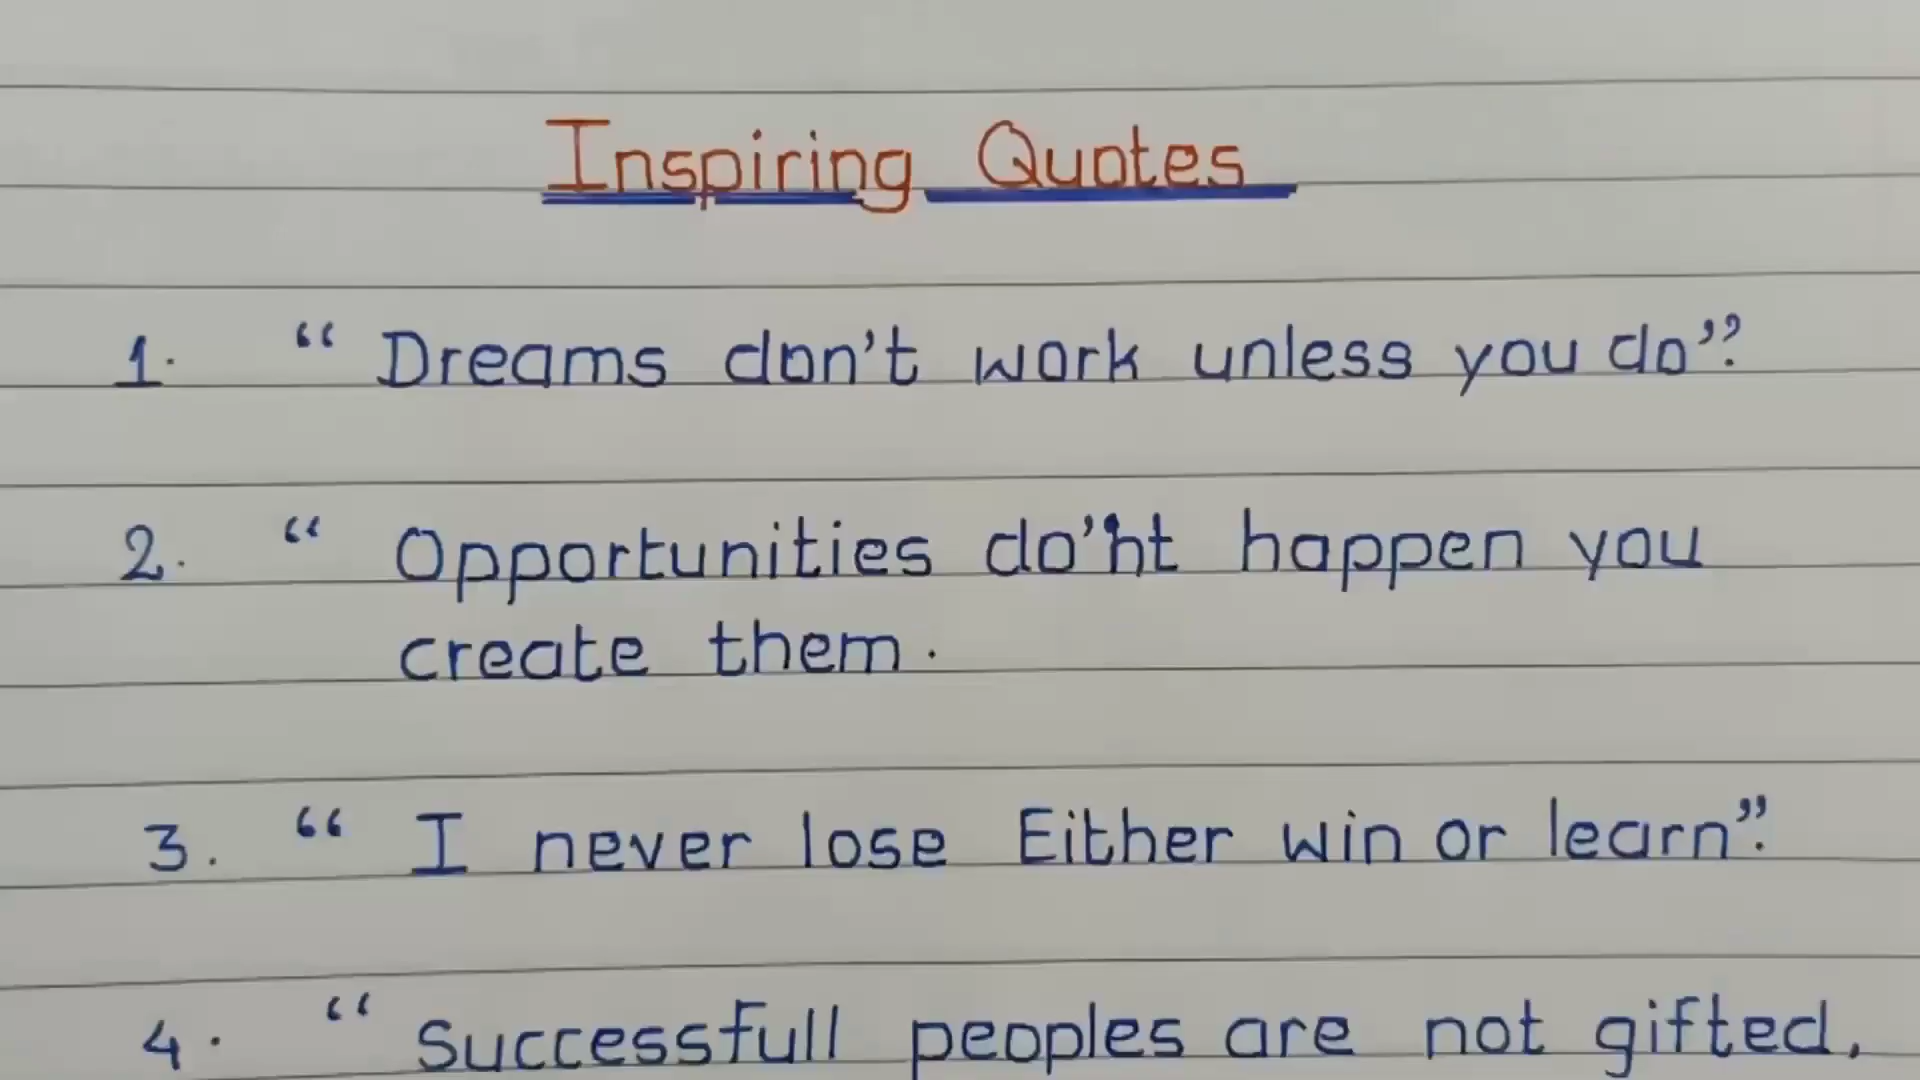 Inspiring Quotes
1. “ Dreams don't work unless you do”.
2. “ Opportunities do'nt happen you
create them.
3. “ I never lose Either win or learn”.
4. “ Successfull peoples are not gifted.